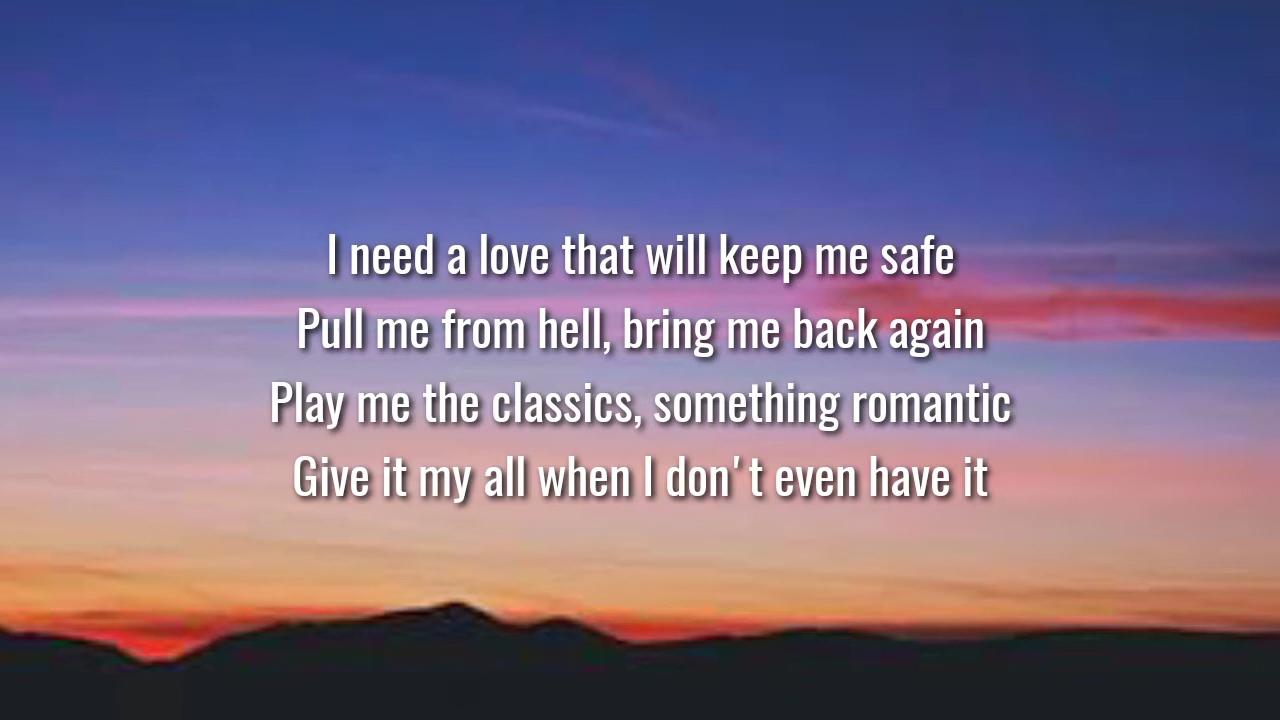 I need a love that will keep me safe
Pull me from hell, bring me back again
Play me the classics, something romantic
Give it my all when I don't even have it